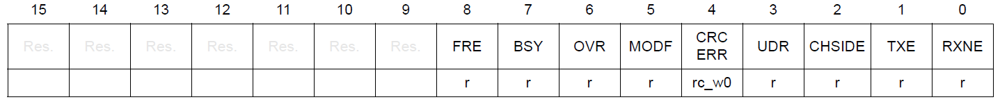 15 14 13 12 11 10 9 8 7 6 5 4 3 2 1 0
Res. Res. Res. Res. Res. Res. Res. FRE BSY OVR MODF CRC ERR UDR CHSIDE TXE RXNE
r r r r rc_w0 r r r r